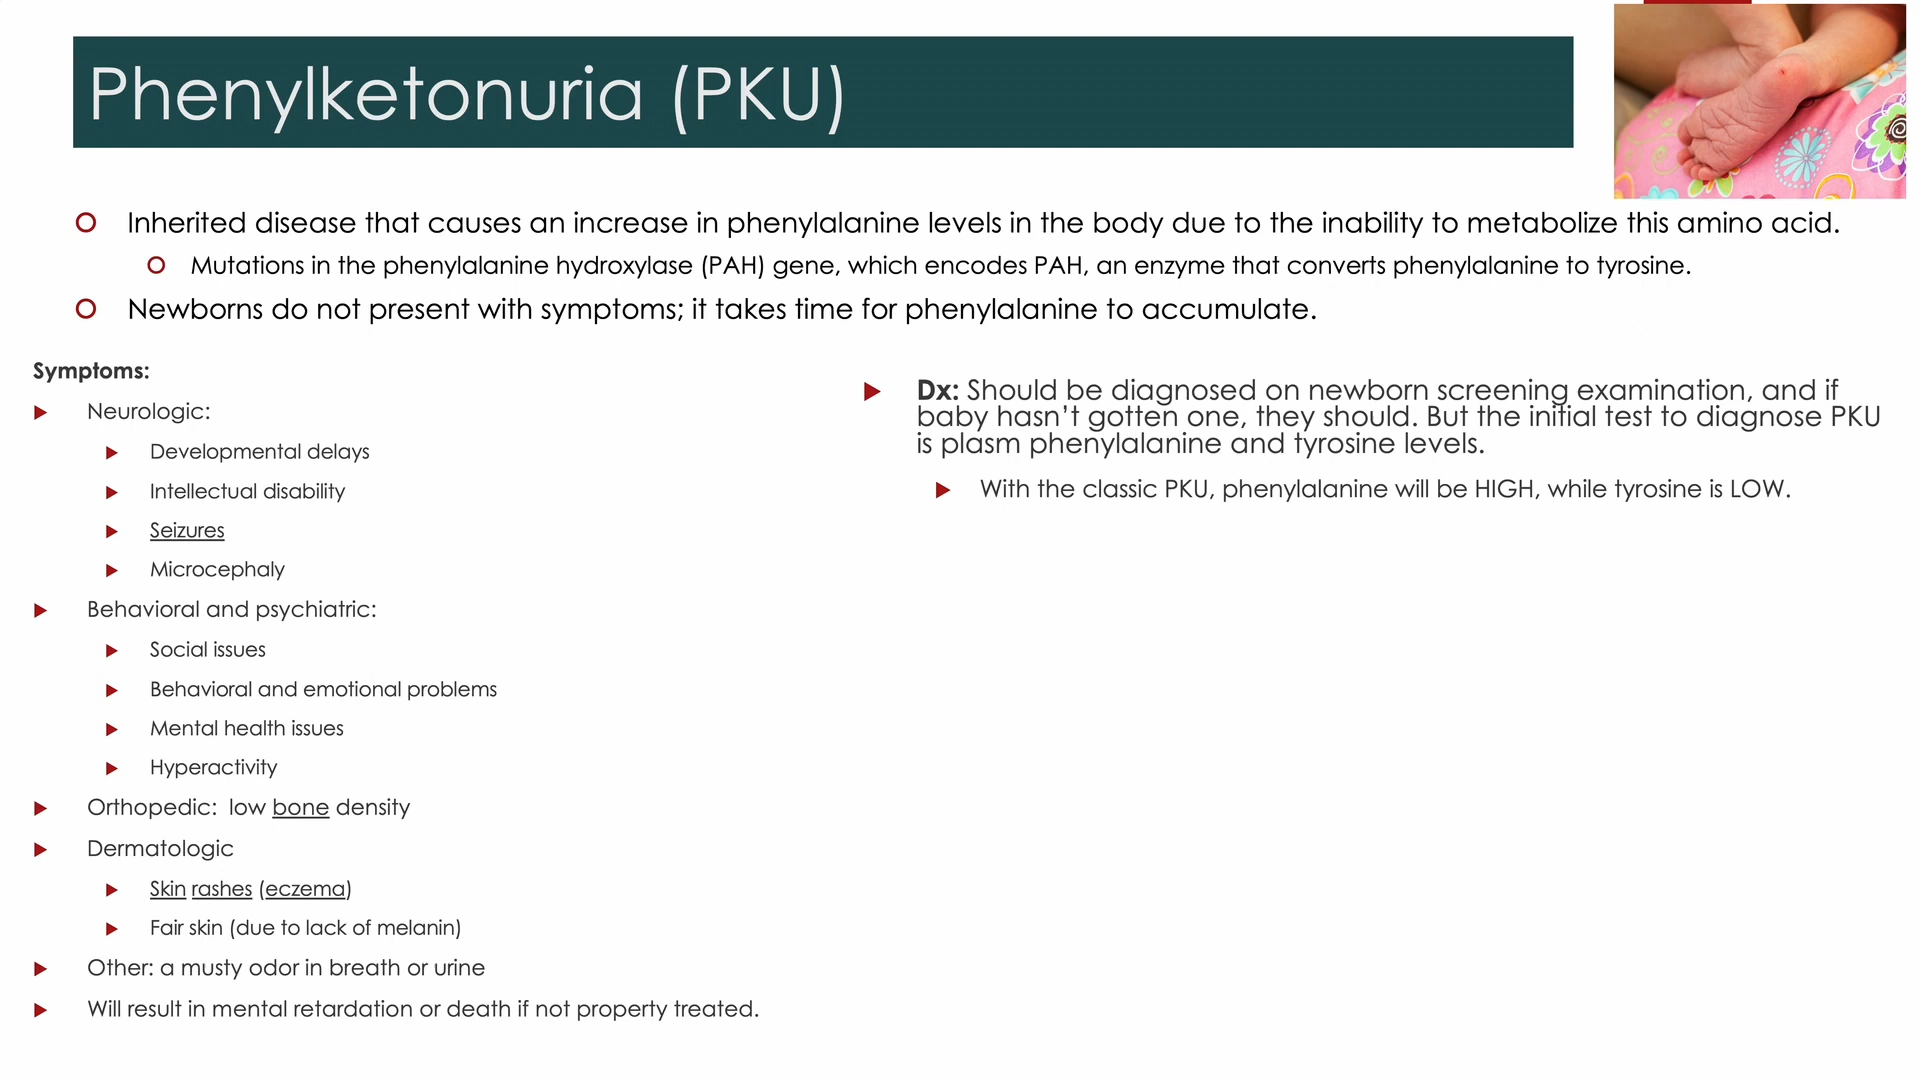 Phenylketonuria (PKU)
Inherited disease that causes an increase in phenylalanine levels in the body due to the inability to metabolize this amino acid.
Mutations in the phenylalanine hydroxylase (PAH) gene, which encodes PAH, an enzyme that converts phenylalanine to tyrosine.
Newborns do not present with symptoms; it takes time for phenylalanine to accumulate.
Symptoms:
Neurologic:
Developmental delays
Intellectual disability
Seizures
Microcephaly
Behavioral and psychiatric:
Social issues
Behavioral and emotional problems
Mental health issues
Hyperactivity
Orthopedic: low bone density
Dermatologic
Skin rashes (eczema)
Fair skin (due to lack of melanin)
Other: a musty odor in breath or urine
Will result in mental retardation or death if not property treated.
Dx: Should be diagnosed on newborn screening examination, and if
baby hasn't gotten one, they should. But the initial test to diagnose PKU
is plasm phenylalanine and tyrosine levels.
With the classic PKU, phenylalanine will be HIGH, while tyrosine is LOW.